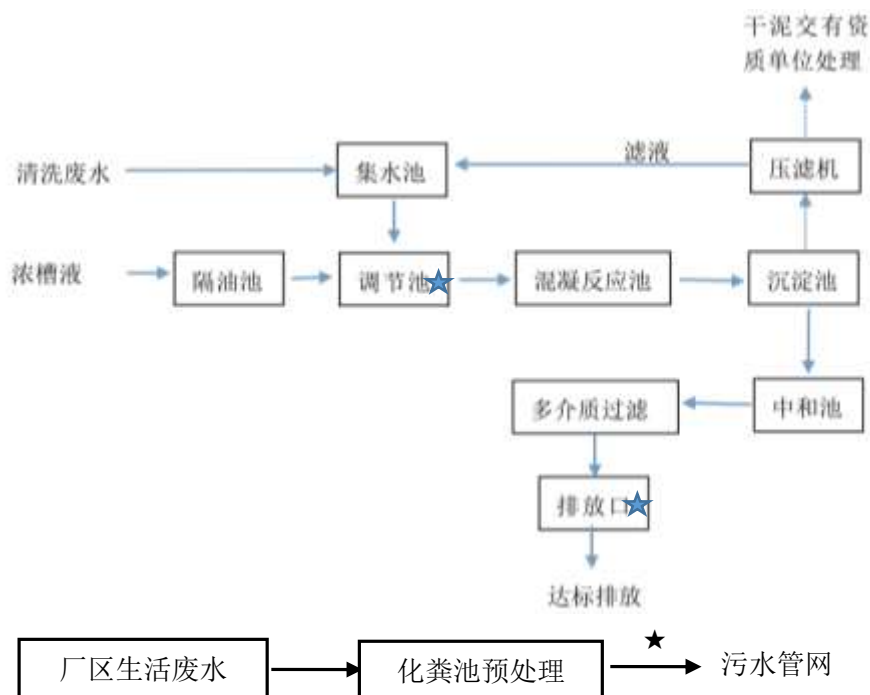 干泥交有资
质单位处理
清洗废水
集水池
滤液
压滤机
浓槽液
隔油池
调节池
混凝反应池
沉淀池
多介质过滤
中和池
排放口
达标排放
厂区生活废水
化粪池预处理
污水管网